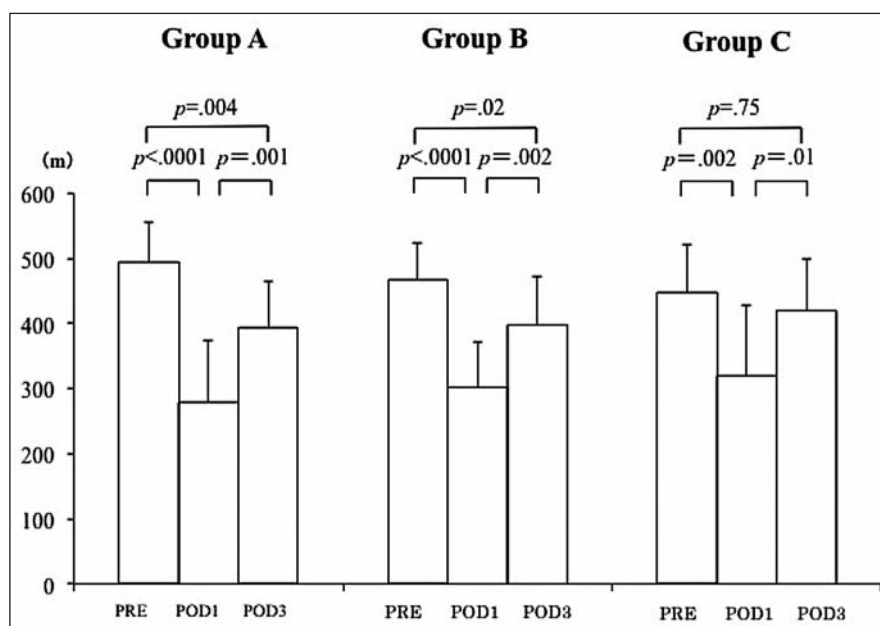 Group A Group B Group C
p=.004 p=.02 p=.75
(m) p<.0001 p=.001 p<.0001 p=.002 p=.002 p=.01
600
500
400
300
200
100
0
PRE POD1 POD3 PRE POD1 POD3 PRE POD1 POD3